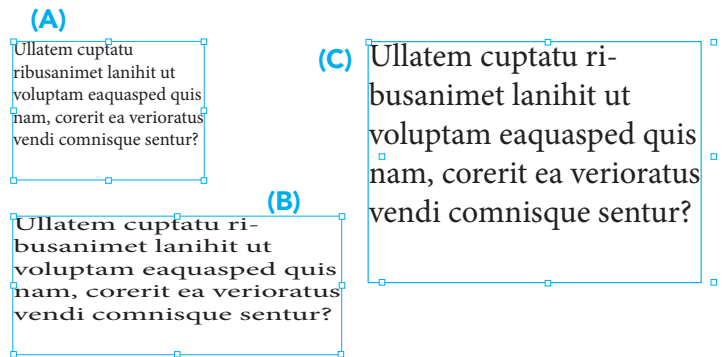 (A)
Ullatem cuptatu
ribusanimet lanihit ut
voluptam eaquasped quis
nam, corerit ea verioratus
vendi comnisque sentur?
(B)
Ullatem cuptatu ri-
busanimet lanihit ut
voluptam eaquasped quis
nam, corerit ea verioratus
vendi comnisque sentur?
(C)
Ullatem cuptatu ri-
busanimet lanihit ut
voluptam eaquasped quis
nam, corerit ea verioratus
vendi comnisque sentur?